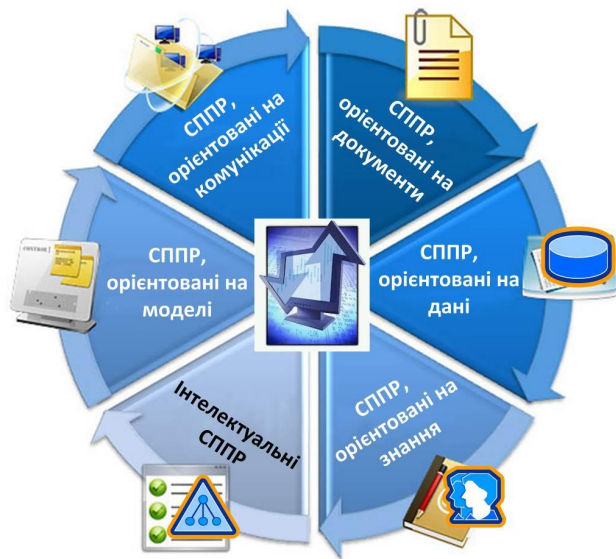 СППР,
орієнтовані на
комунікації
СППР,
орієнтовані на
документи
СППР,
орієнтовані на
моделі
СППР,
орієнтовані на
дані
Інтелектуальні
СППР
СППР,
орієнтовані на
знання